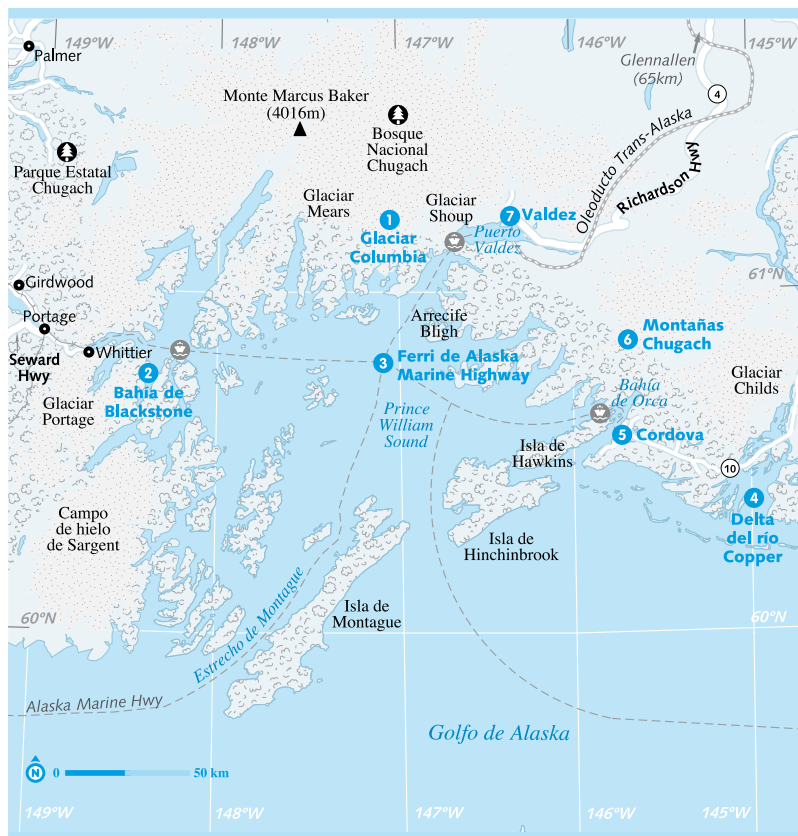 149°W
148°W
147°W
146°W
145°W
Palmer
Glennallen
(65km)
4
Monte Marcus Baker
(4016m)
Bosque
Nacional
Chugach
Oleoducto Trans-Alaska
Richardson Hwy
Parque Estatal
Chugach
Glaciar
Mears
Glaciar
Shoup
1
Glaciar
Columbia
7 Valdez
Puerto
Valdez
61°N
Girdwood
Portage
Arrecife
Bligh
6
Montañas
Chugach
Whittier
Seward
Hwy
3
Ferri de Alaska
Marine Highway
Glaciar
Childs
2
Bahía de
Blackstone
Bahía
de Orca
Glaciar
Portage
Prince
William
Sound
5 Cordova
Isla de
Hawkins
10
4
Delta
del río
Copper
Campo
de hielo
de Sargent
Isla de
Hinchinbrook
Estrecho de Montague
Isla de
Montague
60°N
60°N
Alaska Marine Hwy
Golfo de Alaska
N
0
50 km
149°W
148°W
147°W
146°W
145°W